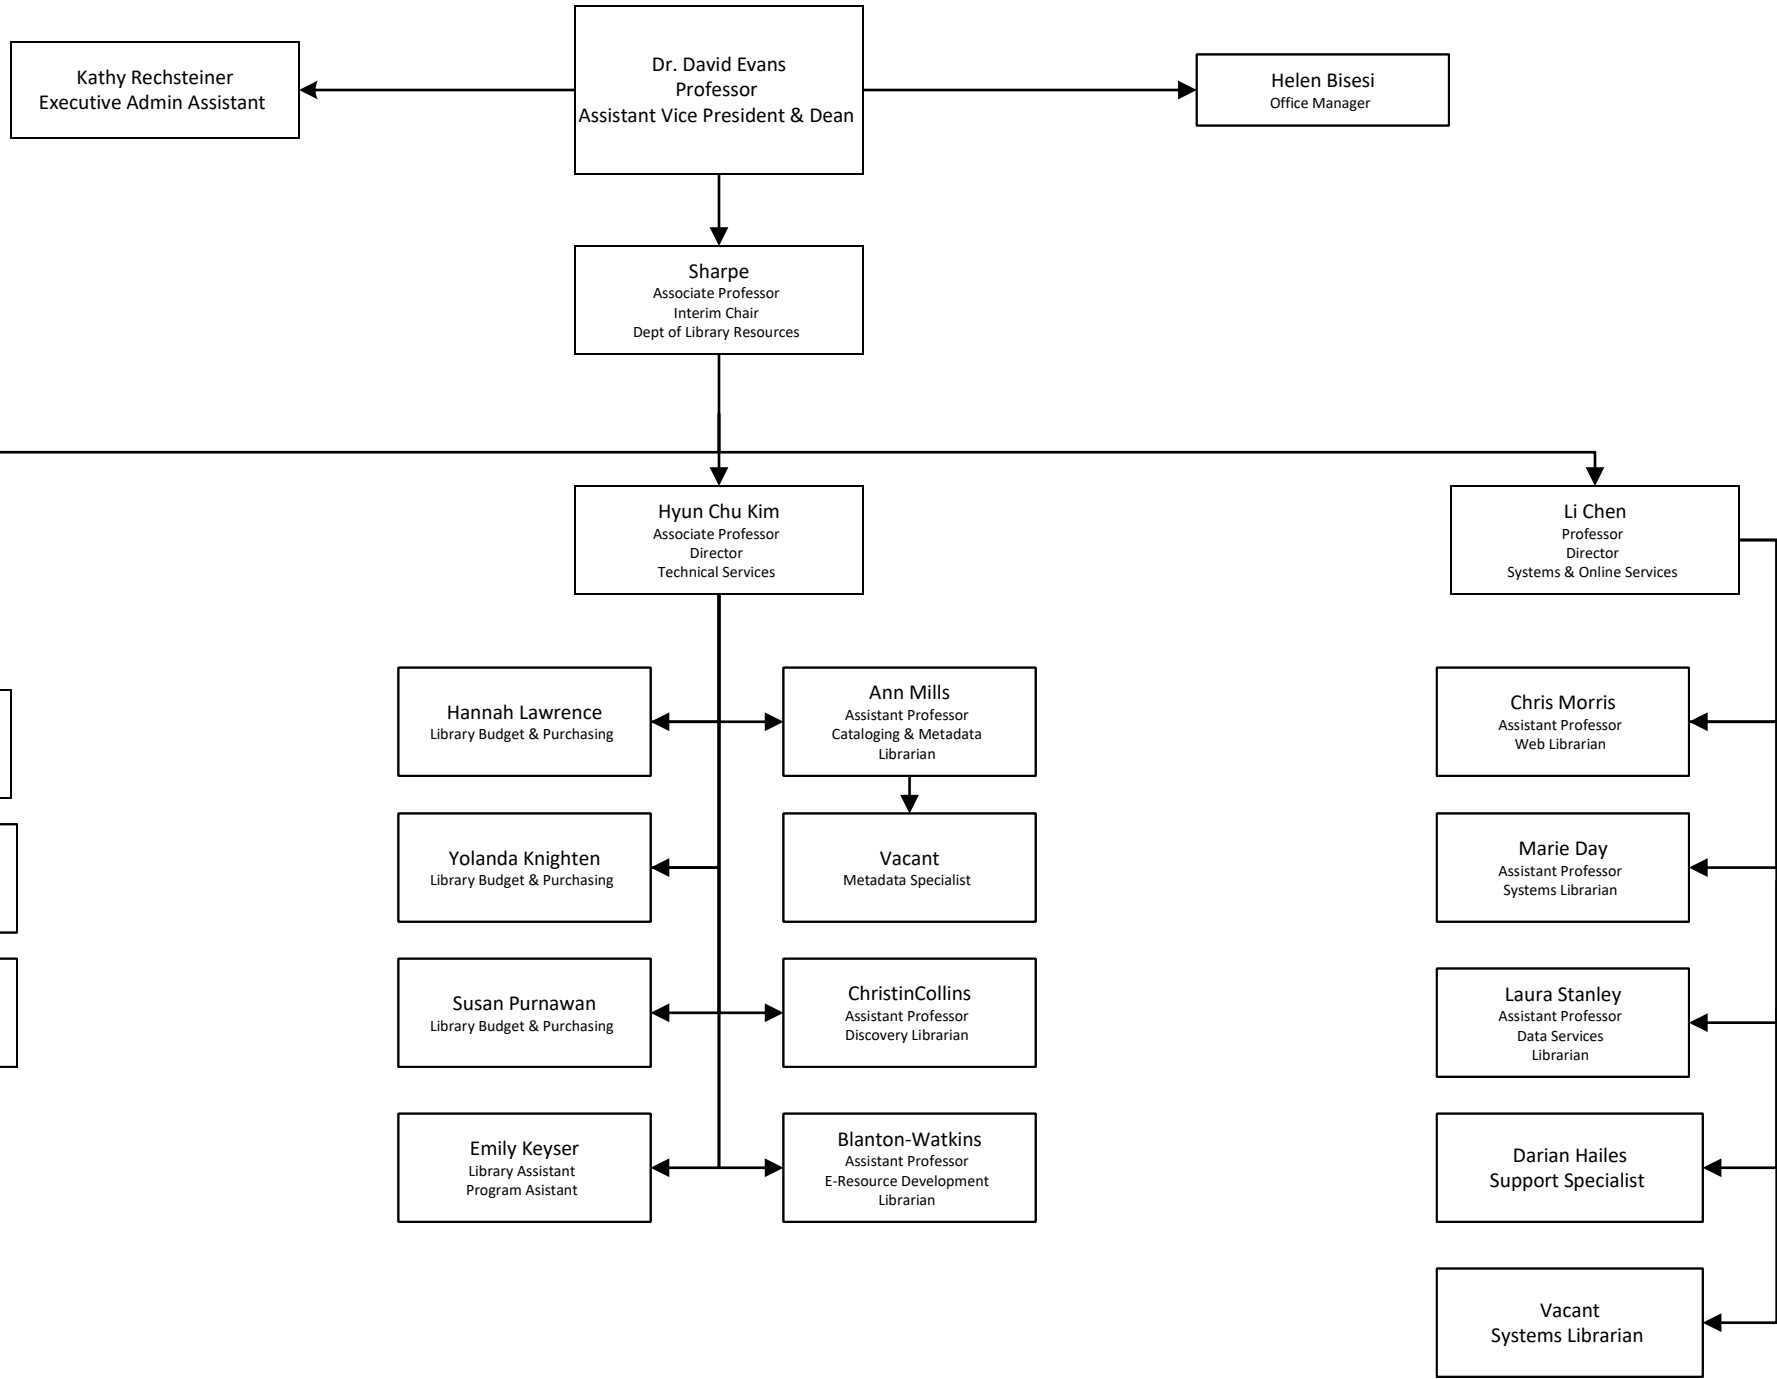 Kathy Rechsteiner
Executive Admin Assistant
Dr. David Evans
Professor
Assistant Vice President & Dean
Helen Bisesi
Office Manager
Sharpe
Associate Professor
Interim Chair
Dept of Library Resources
Hyun Chu Kim
Associate Professor
Director
Technical Services
Li Chen
Professor
Director
Systems & Online Services
Hannah Lawrence
Library Budget & Purchasing
Ann Mills
Assistant Professor
Cataloging & Metadata
Librarian
Chris Morris
Assistant Professor
Web Librarian
Yolanda Knighten
Library Budget & Purchasing
Vacant
Metadata Specialist
Marie Day
Assistant Professor
Systems Librarian
Susan Purnawan
Library Budget & Purchasing
ChristinCollins
Assistant Professor
Discovery Librarian
Laura Stanley
Assistant Professor
Data Services
Librarian
Emily Keyser
Library Assistant
Program Asistant
Blanton-Watkins
Assistant Professor
E-Resource Development
Librarian
Darian Hailes
Support Specialist
Vacant
Systems Librarian